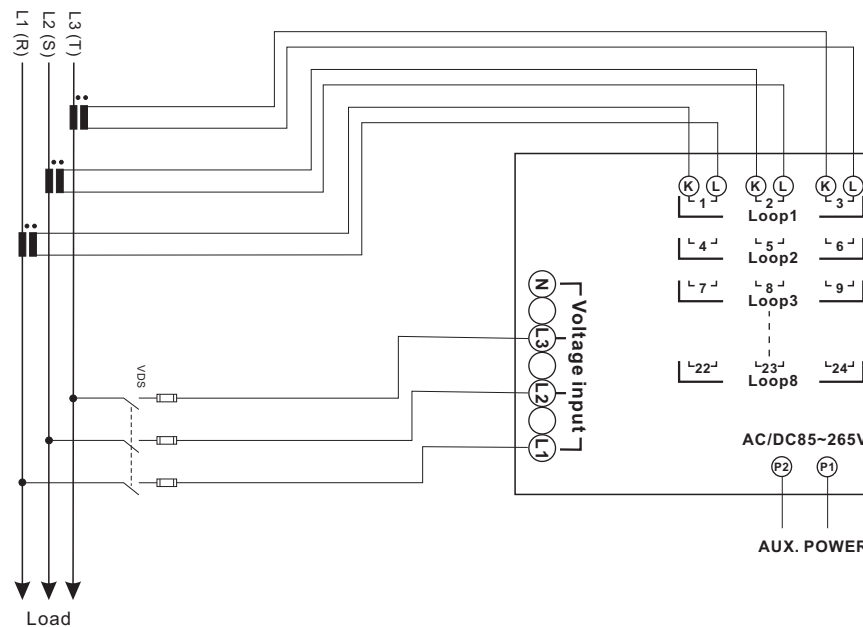 L1 (R)
L2 (S)
L3 (T)
K L K L K L
1 2 3
Loop1
4 5 6
Loop2
7 8 9
Loop3
22 23 24
Loop8
N
L3
L2
L1
Voltage input
VDS
AC/DC85~265V
P2 P1
AUX. POWER
Load